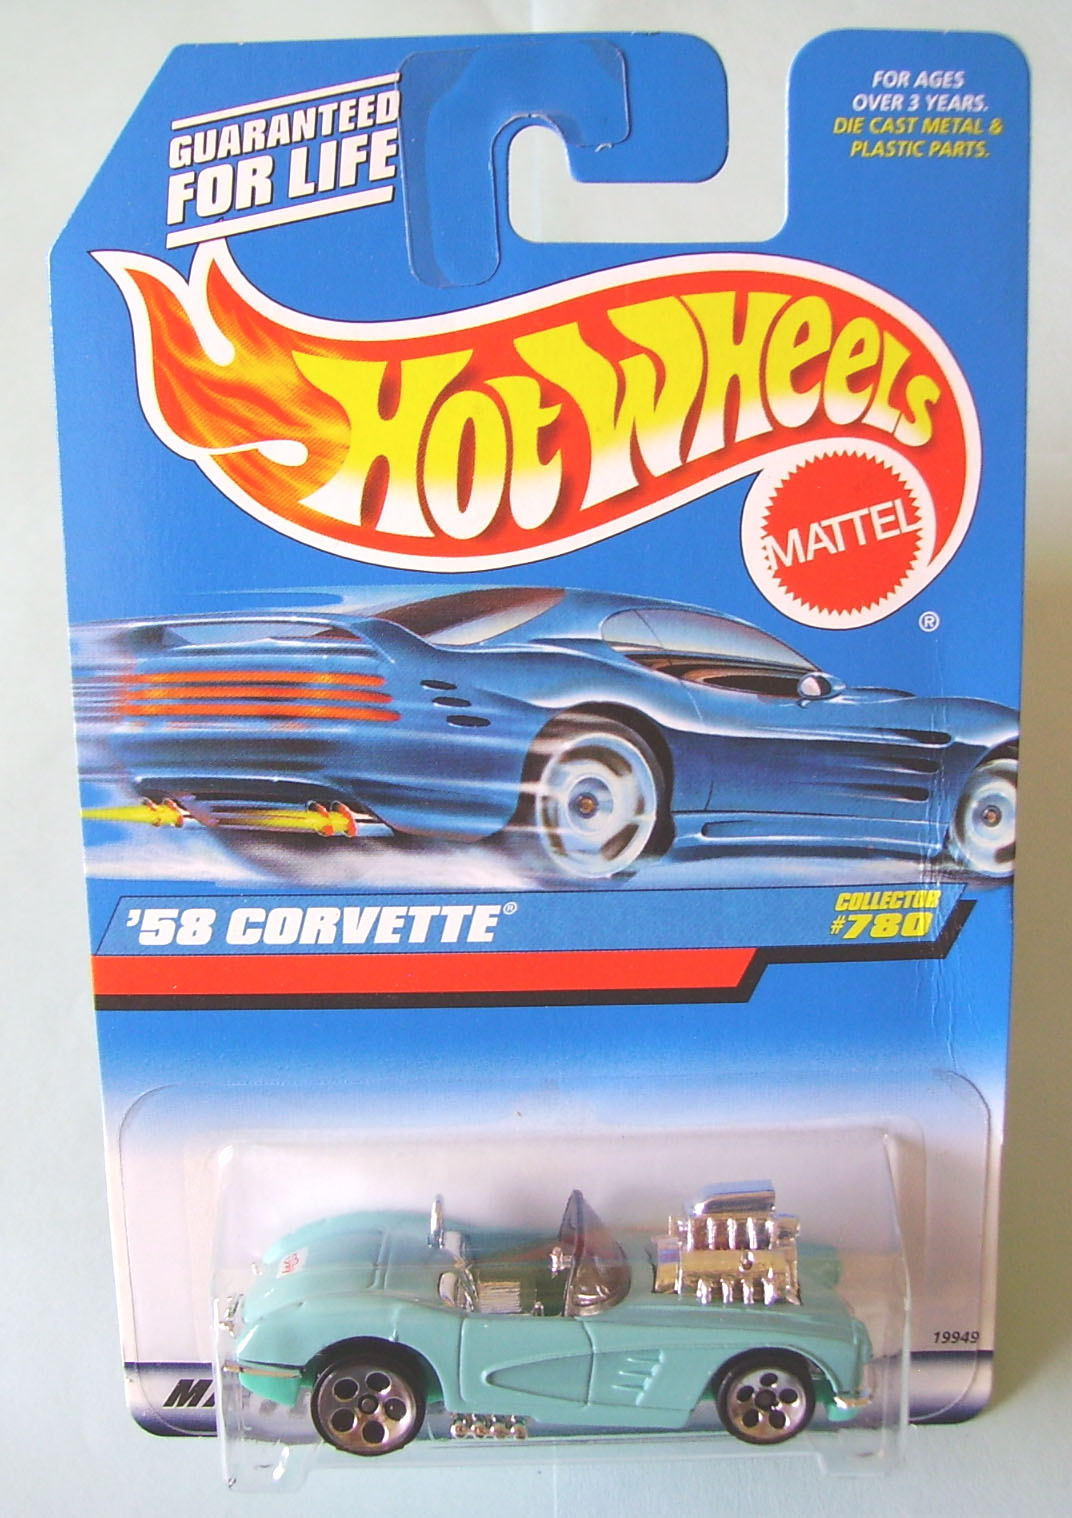 GUARANTEED
FOR LIFE
FOR AGES
OVER 3 YEARS.
DIE CAST METAL &
PLASTIC PARTS.
HOT WHEELS
MATTEL
®
'58 CORVETTE®
COLLECTOR
#780
19949